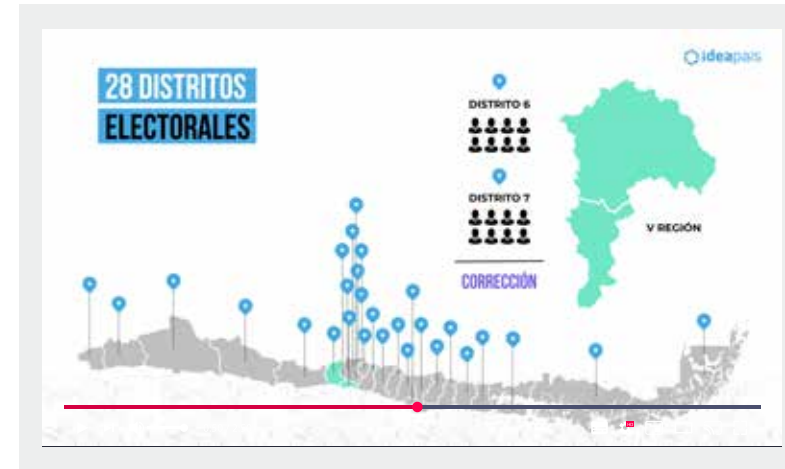 28 DISTRITOS
ELECTORALES
ideapaís
DISTRITO 6
DISTRITO 7
CORRECCIÓN
V REGIÓN